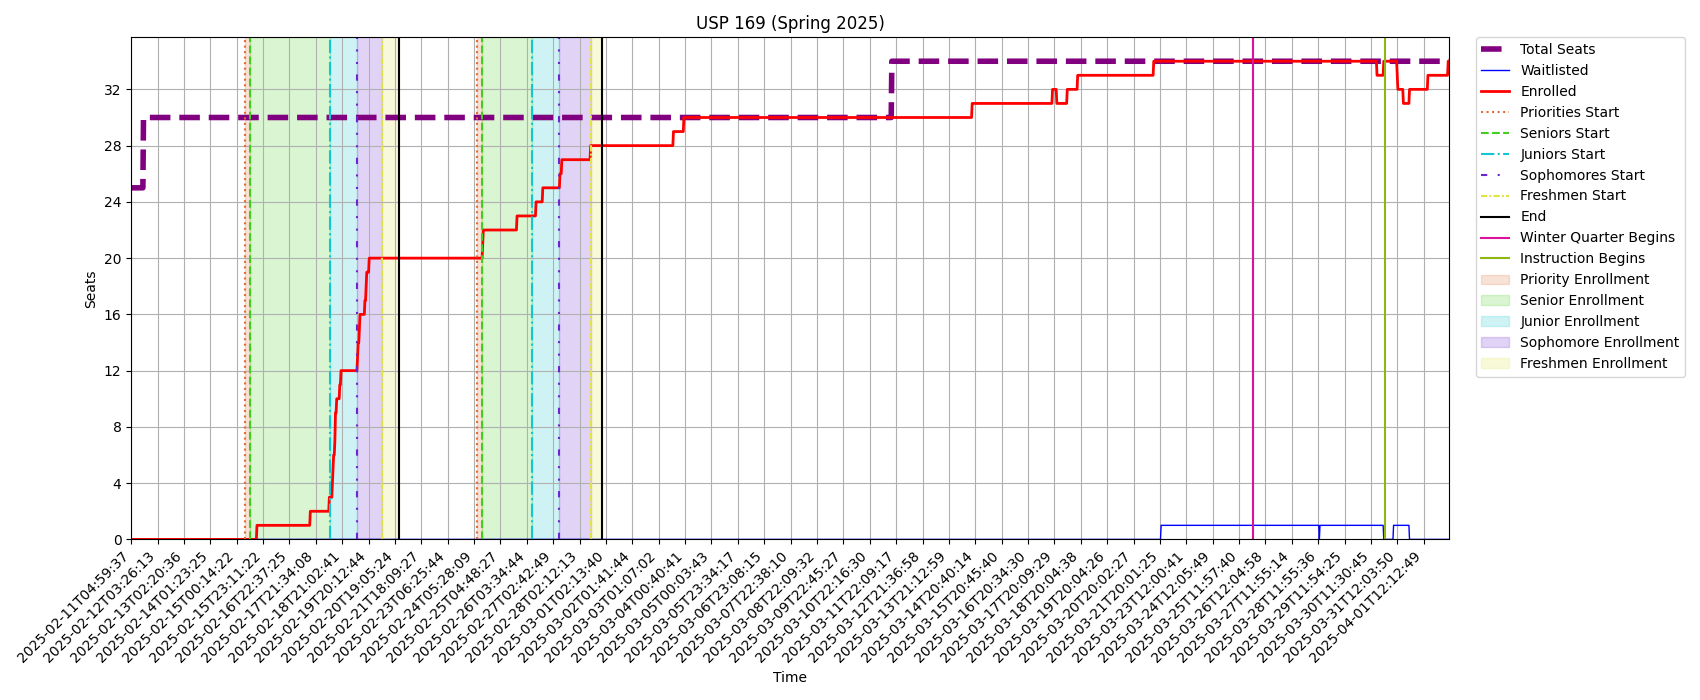 USP 169 (Spring 2025)
Seats
32
28
24
20
16
12
8
4
0
2025-02-11T04:59:37
2025-02-12T03:26:13
2025-02-13T02:20:36
2025-02-14T01:23:25
2025-02-15T00:14:22
2025-02-15T23:11:22
2025-02-16T22:37:25
2025-02-17T21:34:08
2025-02-18T21:02:41
2025-02-19T20:12:44
2025-02-20T19:05:24
2025-02-21T18:09:27
2025-02-23T06:25:44
2025-02-24T05:28:09
2025-02-25T04:48:27
2025-02-26T03:34:44
2025-02-27T02:42:49
2025-02-28T02:12:13
2025-03-01T02:13:40
2025-03-02T01:41:44
2025-03-03T01:07:02
2025-03-04T00:40:41
2025-03-05T00:03:43
2025-03-05T23:34:17
2025-03-06T23:08:15
2025-03-07T22:38:10
2025-03-08T22:09:32
2025-03-09T22:45:27
2025-03-10T22:16:30
2025-03-11T22:09:17
2025-03-12T21:36:58
2025-03-13T21:12:59
2025-03-14T20:40:14
2025-03-15T20:45:40
2025-03-16T20:34:30
2025-03-17T20:09:29
2025-03-18T20:04:38
2025-03-19T20:04:26
2025-03-20T20:02:27
2025-03-21T20:01:25
2025-03-23T12:00:41
2025-03-24T12:05:49
2025-03-25T11:57:40
2025-03-26T12:04:58
2025-03-27T11:55:14
2025-03-28T11:55:36
2025-03-29T11:54:25
2025-03-30T11:30:45
2025-03-31T12:03:50
2025-04-01T12:12:49
Time
Total Seats
Waitlisted
Enrolled
Priorities Start
Seniors Start
Juniors Start
Sophomores Start
Freshmen Start
End
Winter Quarter Begins
Instruction Begins
Priority Enrollment
Senior Enrollment
Junior Enrollment
Sophomore Enrollment
Freshmen Enrollment